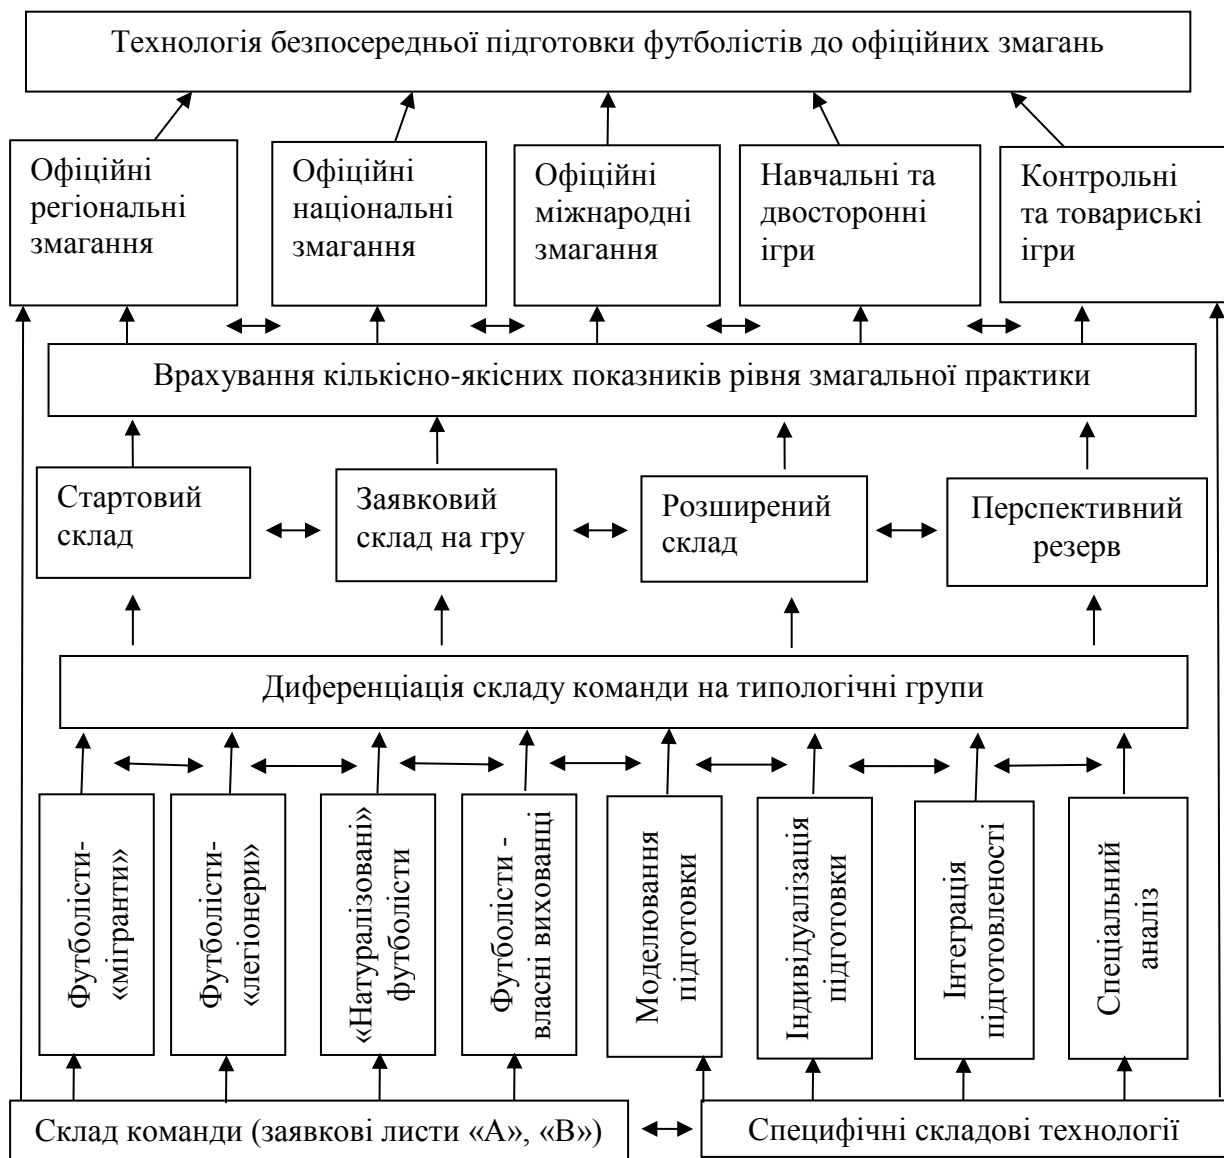 Технологія безпосередньої підготовки футболістів до офіційних змагань
Офіційні
регіональні
змагання
Офіційні
національні
змагання
Офіційні
міжнародні
змагання
Навчальні та
двосторонні
ігри
Контрольні
та товариські
ігри
Врахування кількісно-якісних показників рівня змагальної практики
Стартовий
склад
Заявковий
склад на гру
Розширений
склад
Перспективний
резерв
Диференціація складу команди на типологічні групи
Футболісти-
«мігранти»
Футболісти-
«легіонери»
«Натуралізовані»
футболісти
Футболісти -
власні вихованці
Моделювання
підготовки
Індивідуалізація
підготовки
Інтеграція
підготовленості
Спеціальний
аналіз
Склад команди (заявкові листи «А», «В»)
Специфічні складові технології